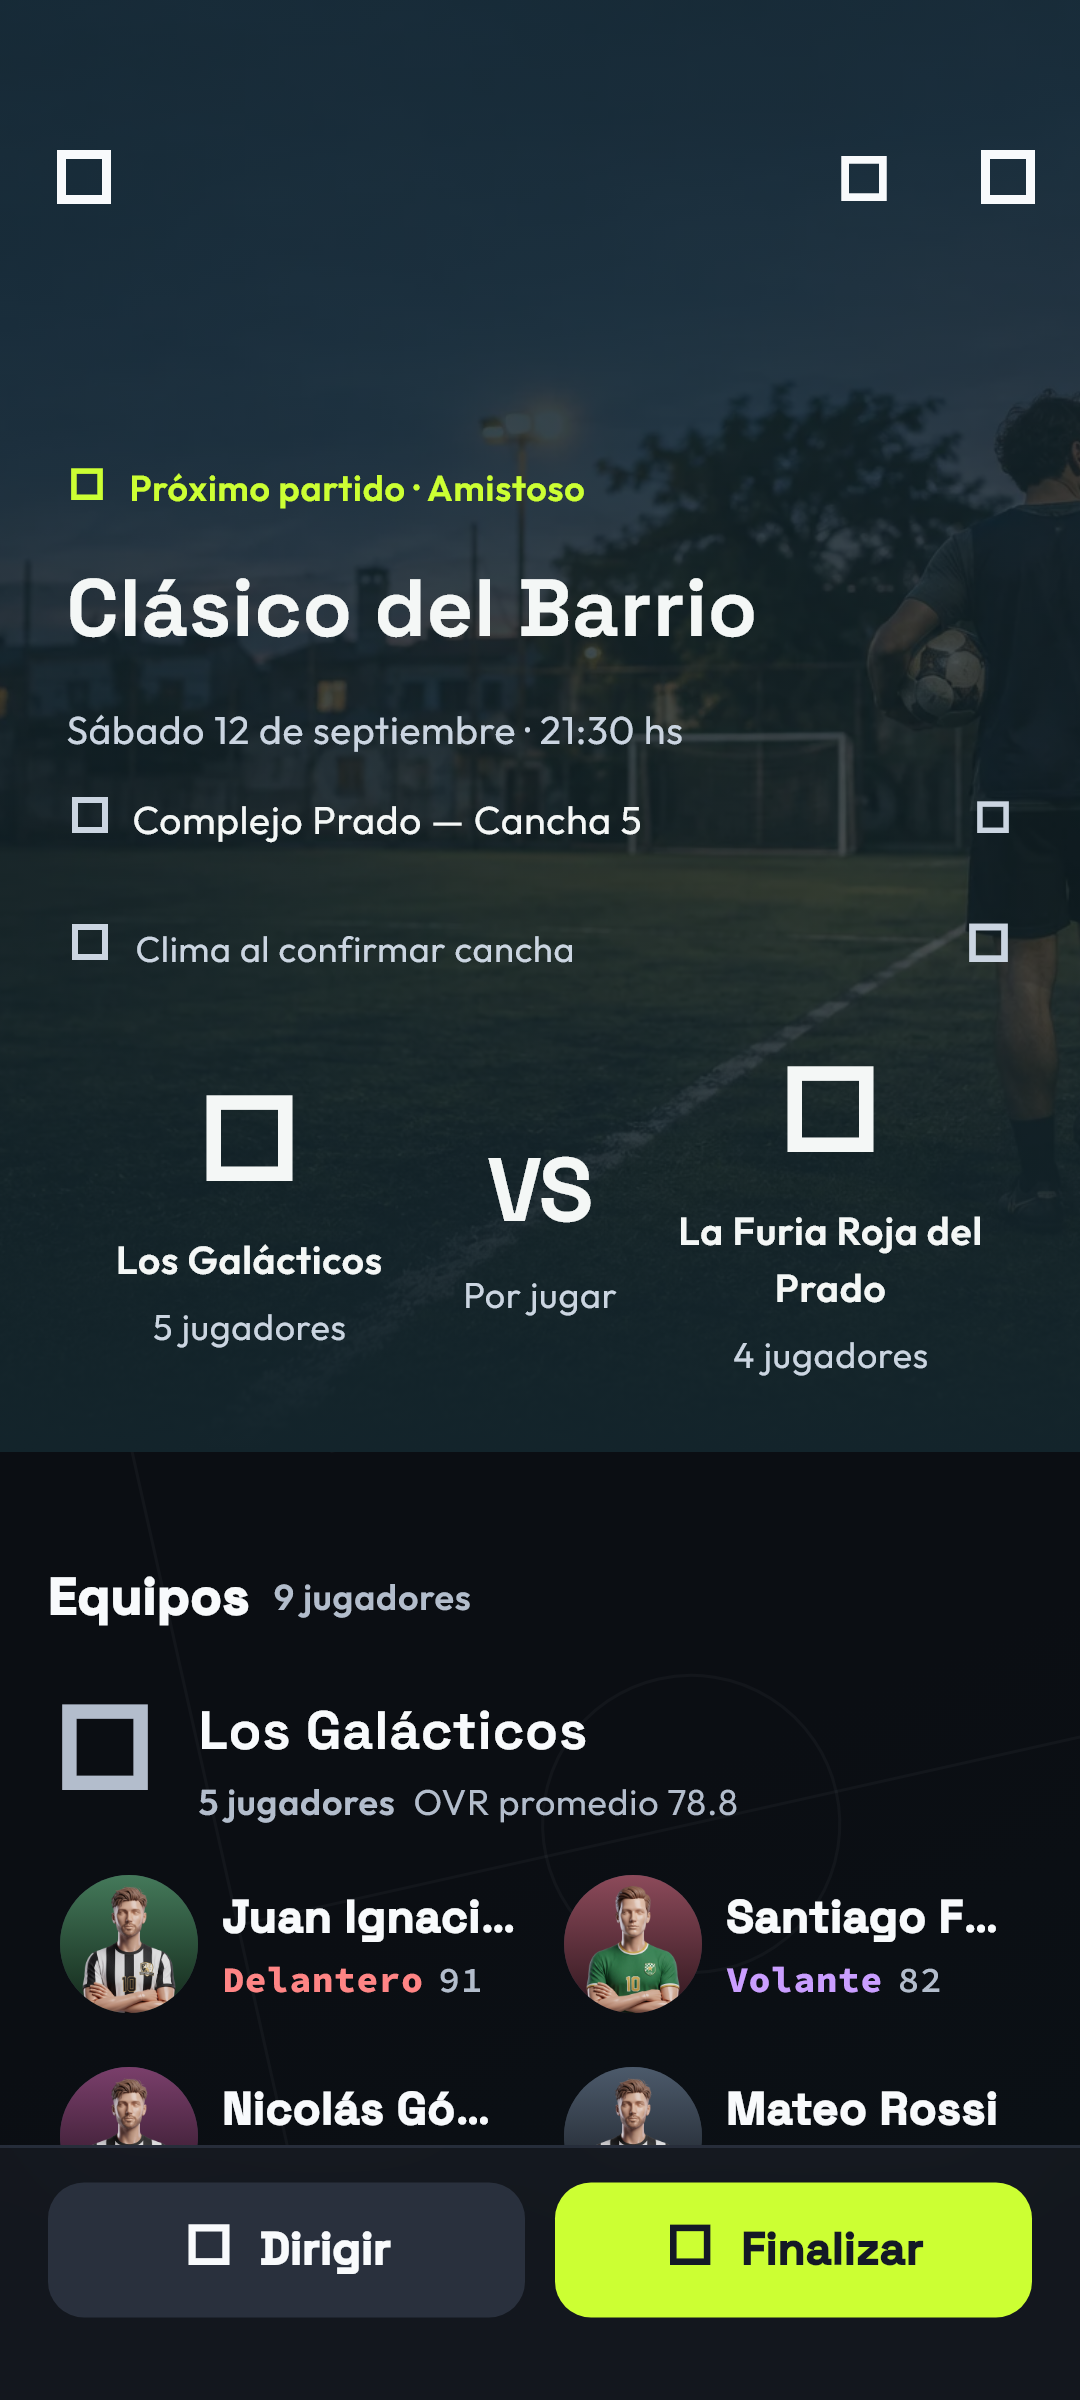 Próximo partido · Amistoso
Clásico del Barrio
Sábado 12 de septiembre · 21:30 hs
Complejo Prado — Cancha 5
Clima al confirmar cancha
Los Galácticos
5 jugadores
VS
Por jugar
La Furia Roja del
Prado
4 jugadores
Equipos 9 jugadores
Los Galácticos
5 jugadores OVR promedio 78.8
Juan Ignaci...
Delantero 91
Santiago F...
Volante 82
Nicolás Gó...
Mateo Rossi
Dirigir
Finalizar